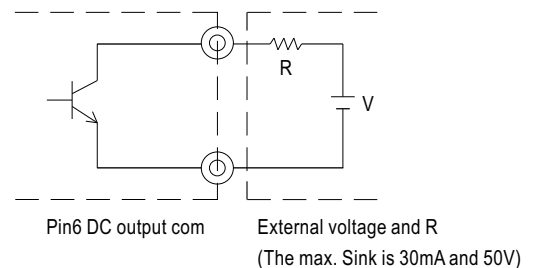 R
V
Pin6 DC output com
External voltage and R
(The max. Sink is 30mA and 50V)